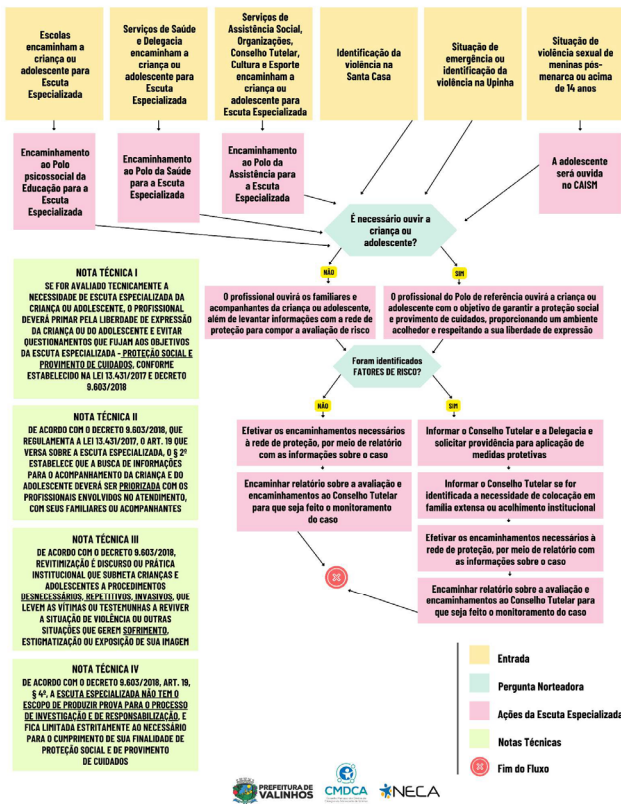 Escolas
encaminham a
criança ou
adolescente para
Escuta
Especializada
Serviços de Saúde
e Delegacia
encaminham a
criança ou
adolescente para
Escuta
Especializada
Serviços de
Assistência Social,
Organizações,
Conselho Tutelar,
Cultura e Esporte
encaminham a
criança ou
adolescente para
Escuta Especializada
Identificação da
violência na
Santa Casa
Situação de
emergência ou
identificação da
violência na Upinha
Situação de
violência sexual de
meninas pós-
menarca ou acima
de 14 anos
Encaminhamento
ao Polo
psicossocial da
Educação para a
Escuta
Especializada
Encaminhamento
ao Polo da Saúde
para a Escuta
Especializada
Encaminhamento
ao Polo da
Assistência para
a Escuta
Especializada
A adolescente
será ouvida
no CAISM
É necessário ouvir a
criança ou
adolescente?
NÃO
SIM
O profissional ouvirá os familiares e
acompanhantes da criança ou adolescente,
além de levantar informações com a rede de
proteção para compor a avaliação de risco
O profissional do Polo de referência ouvirá a criança ou
adolescente com o objetivo de garantir a proteção social
e provimento de cuidados, proporcionando um ambiente
acolhedor e respeitando a sua liberdade de expressão
Foram identificados
FATORES DE RISCO?
NÃO
SIM
Efetivar os encaminhamentos necessários
à rede de proteção, por meio de relatório
com as informações sobre o caso
Encaminhar relatório sobre a avaliação e
encaminhamentos ao Conselho Tutelar
para que seja feito o monitoramento
do caso
Informar o Conselho Tutelar e a Delegacia e
solicitar providência para aplicação de
medidas protetivas
Informar o Conselho Tutelar se for
identificada a necessidade de colocação em
família extensa ou acolhimento institucional
Efetivar os encaminhamentos necessários à
rede de proteção, por meio de relatório com
as informações sobre o caso
Encaminhar relatório sobre a avaliação e
encaminhamentos ao Conselho Tutelar para
que seja feito o monitoramento do caso
NOTA TÉCNICA I
SE FOR AVALIADO TECNICAMENTE A
NECESSIDADE DE ESCUTA ESPECIALIZADA DA
CRIANÇA OU ADOLESCENTE, O PROFISSIONAL
DEVERÁ PRIMAR PELA LIBERDADE DE EXPRESSÃO
DA CRIANÇA OU DO ADOLESCENTE E EVITAR
QUESTIONAMENTOS QUE FUJAM AOS OBJETIVOS
DA ESCUTA ESPECIALIZADA - PROTEÇÃO SOCIAL E
PROVIMENTO DE CUIDADOS, CONFORME
ESTABELECIDO NA LEI 13.431/2017 E DECRETO
9.603/2018
NOTA TÉCNICA II
DE ACORDO COM O DECRETO 9.603/2018, QUE
REGULAMENTA A LEI 13.431/2017, O ART. 19 QUE
VERSA SOBRE A ESCUTA ESPECIALIZADA, O § 2º
ESTABELECE QUE A BUSCA DE INFORMAÇÕES
PARA O ACOMPANHAMENTO DA CRIANÇA E DO
ADOLESCENTE DEVERÁ SER PRIORIZADA COM OS
PROFISSIONAIS ENVOLVIDOS NO ATENDIMENTO,
COM SEUS FAMILIARES OU ACOMPANHANTES
NOTA TÉCNICA III
DE ACORDO COM O DECRETO 9.603/2018,
REVITIMIZAÇÃO É DISCURSO OU PRÁTICA
INSTITUCIONAL QUE SUBMETA CRIANÇAS E
ADOLESCENTES A PROCEDIMENTOS
DESNECESSÁRIOS, REPETITIVOS, INVASIVOS, QUE
LEVEM AS VÍTIMAS OU TESTEMUNHAS A REVIVER
A SITUAÇÃO DE VIOLÊNCIA OU OUTRAS
SITUAÇÕES QUE GEREM SOFRIMENTO,
ESTIGMATIZAÇÃO OU EXPOSIÇÃO DE SUA IMAGEM
NOTA TÉCNICA IV
DE ACORDO COM O DECRETO 9.603/2018, ART. 19,
§ 4º, A ESCUTA ESPECIALIZADA NÃO TEM O
ESCOPO DE PRODUZIR PROVA PARA O PROCESSO
DE INVESTIGAÇÃO E DE RESPONSABILIZAÇÃO, E
FICA LIMITADA ESTRITAMENTE AO NECESSÁRIO
PARA O CUMPRIMENTO DE SUA FINALIDADE DE
PROTEÇÃO SOCIAL E DE PROVIMENTO
DE CUIDADOS
Entrada
Pergunta Norteadora
Ações da Escuta Especializada
Notas Técnicas
Fim do Fluxo
PREFEITURA DE
VALINHOS
CMDCA
NECA